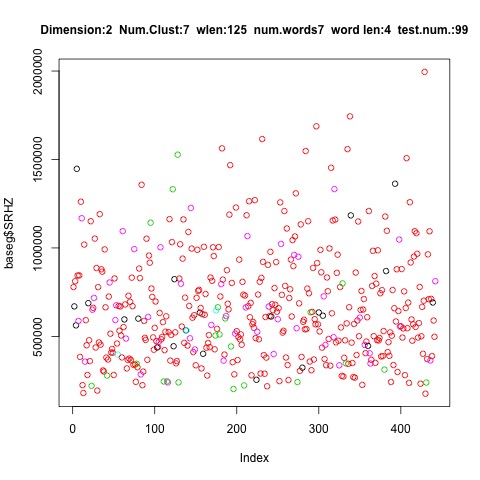 Dimension:2 Num.Clust:7 wlen:125 num.words7 word len:4 test.num.:99
2000000
1500000
1000000
500000
baseg$SRHZ
0 100 200 300 400
Index